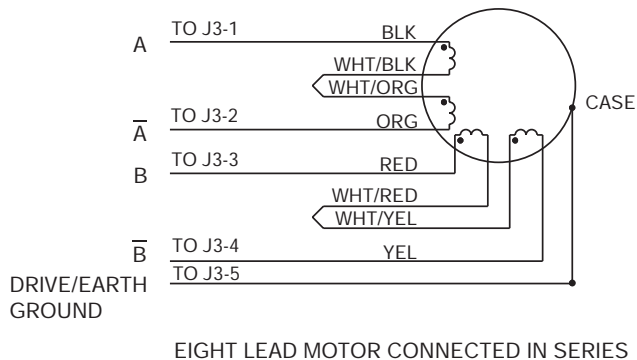 A TO J3-1 BLK
WHT/BLK
WHT/ORG
CASE
A̅ TO J3-2 ORG
B TO J3-3 RED
WHT/RED
WHT/YEL
B̅ TO J3-4 YEL
DRIVE/EARTH GROUND TO J3-5
EIGHT LEAD MOTOR CONNECTED IN SERIES